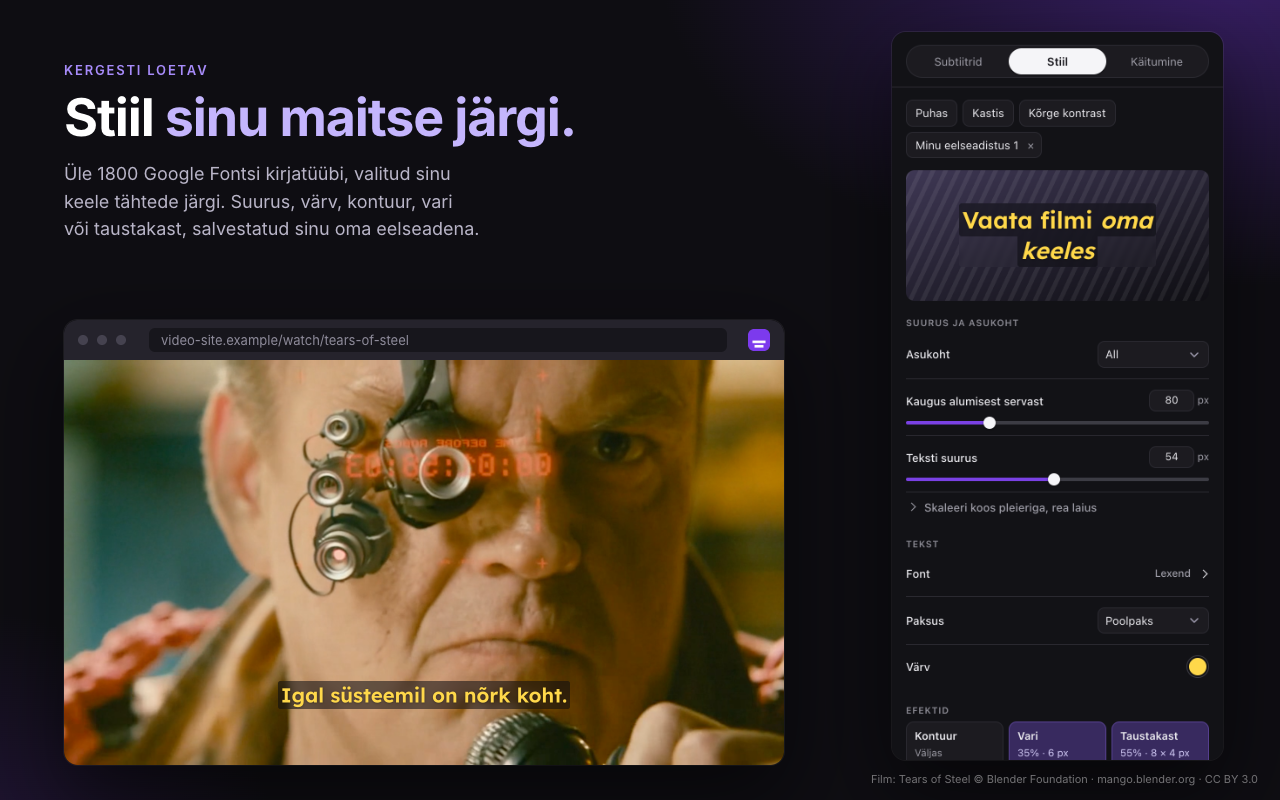 KERGESTI LOETAV
Stiil sinu maitse järgi.
Üle 1800 Google Fontsi kirjatüübi, valitud sinu
keele tähtede järgi. Suurus, värv, kontuur, vari
või taustakast, salvestatud sinu oma eelseadena.
video-site.example/watch/tears-of-steel
Igal süsteemil on nõrk koht.
Subtiitrid
Stiil
Käitumine
Puhas
Kastis
Kõrge kontrast
Minu eelseadistus 1 ×
Vaata filmi oma
keeles
SUURUS JA ASUKOHT
Asukoht
All
Kaugus alumisest servast
80 px
Teksti suurus
54 px
Skaleeri koos pleieriga, rea laius
TEKST
Font
Lexend
Paksus
Poolpaks
Värv
EFEKTID
Kontuur
Väljas
Vari
35% · 6 px
Taustakast
55% · 8 × 4 px
Film: Tears of Steel © Blender Foundation · mango.blender.org · CC BY 3.0